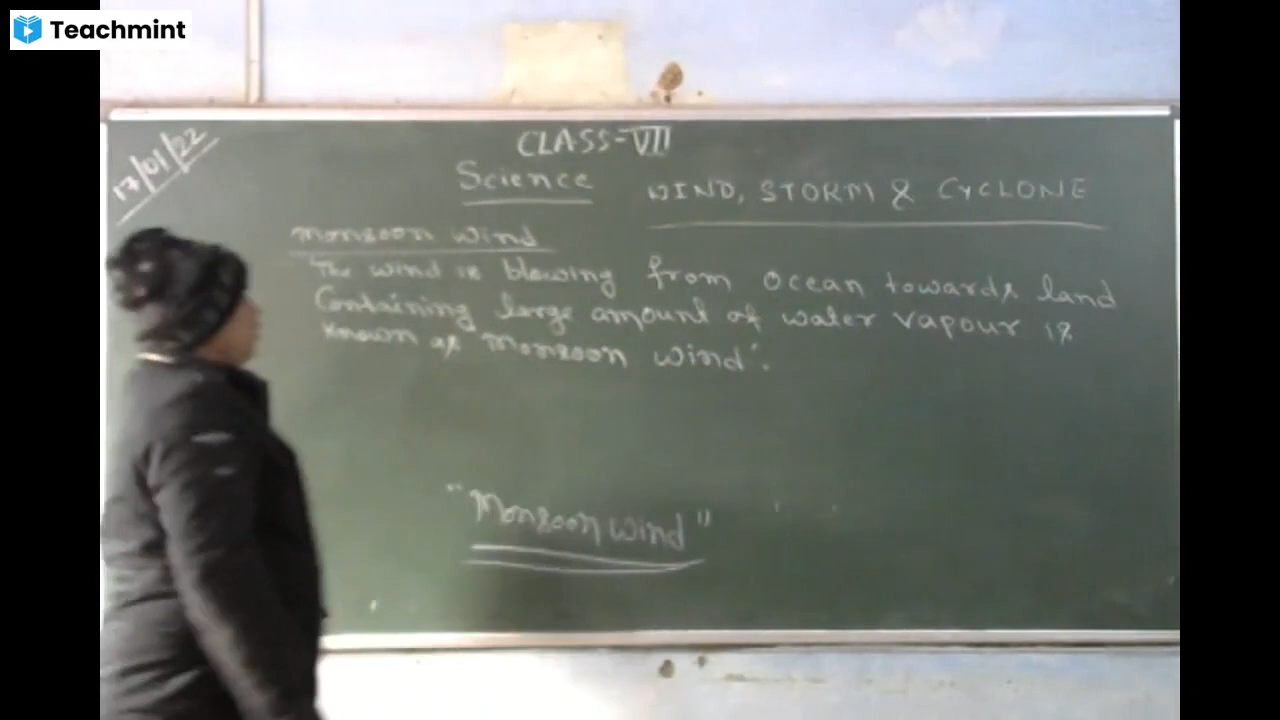 Teachmint
17/01/22
CLASS-VII
Science WIND, STORM & CYCLONE
Monsoon Wind
The wind is blowing from ocean towards land
Containing large amount of water vapour is
known as Monsoon wind'.
"Monsoon wind"